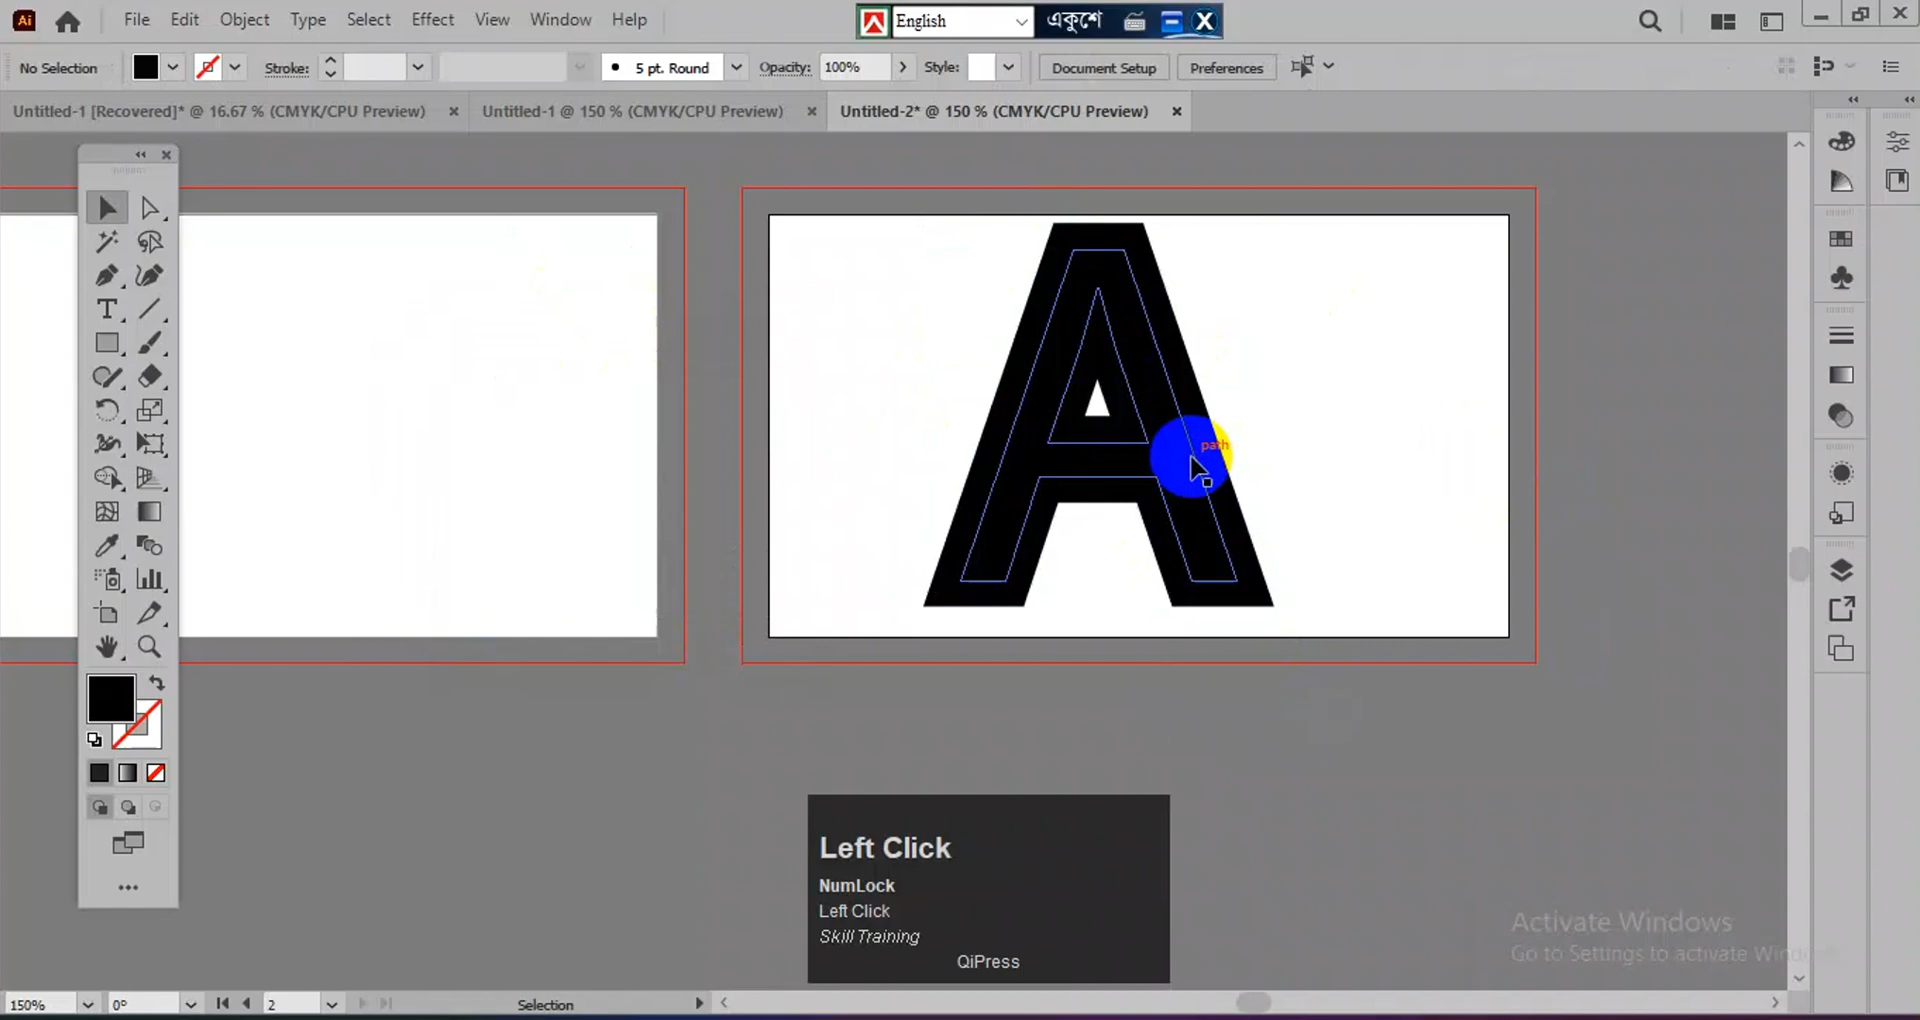 Ai File Edit Object Type Select Effect View Window Help English একুশে X
No Selection Stroke: 5 pt. Round Opacity: 100% Style: Document Setup Preferences
Untitled-1 [Recovered]* @ 16.67 % (CMYK/CPU Preview) Untitled-1 @ 150 % (CMYK/CPU Preview) Untitled-2* @ 150 % (CMYK/CPU Preview)
A
path
Left Click
NumLock
Left Click
Skill Training
QiPress
Activate Windows
Go to Settings to activate
150% 0° 2 Selection